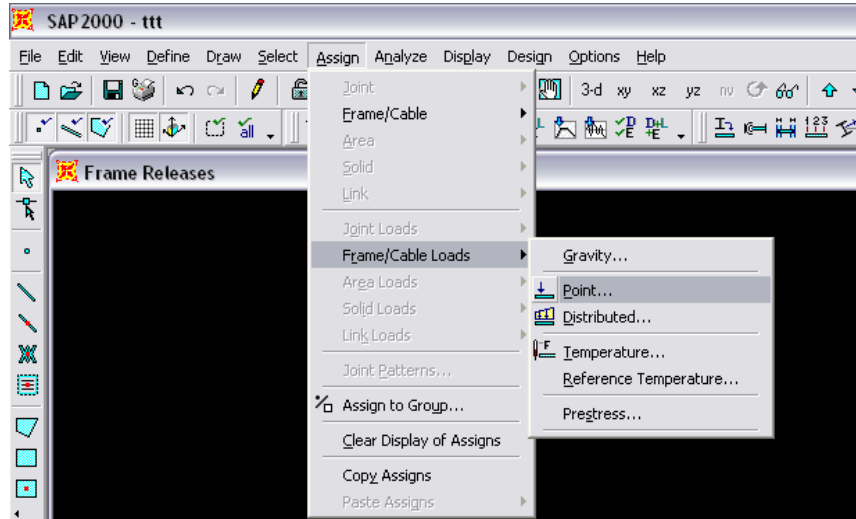 SAP2000 - ttt
File Edit View Define Draw Select Assign Analyze Display Design Options Help
3-d xy xz yz nv
all
Frame Releases
Joint
Frame/Cable
Area
Solid
Link
Joint Loads
Frame/Cable Loads
Area Loads
Solid Loads
Link Loads
Joint Patterns...
Assign to Group...
Clear Display of Assigns
Copy Assigns
Paste Assigns
Gravity...
Point...
Distributed...
Temperature...
Reference Temperature...
Prestress...